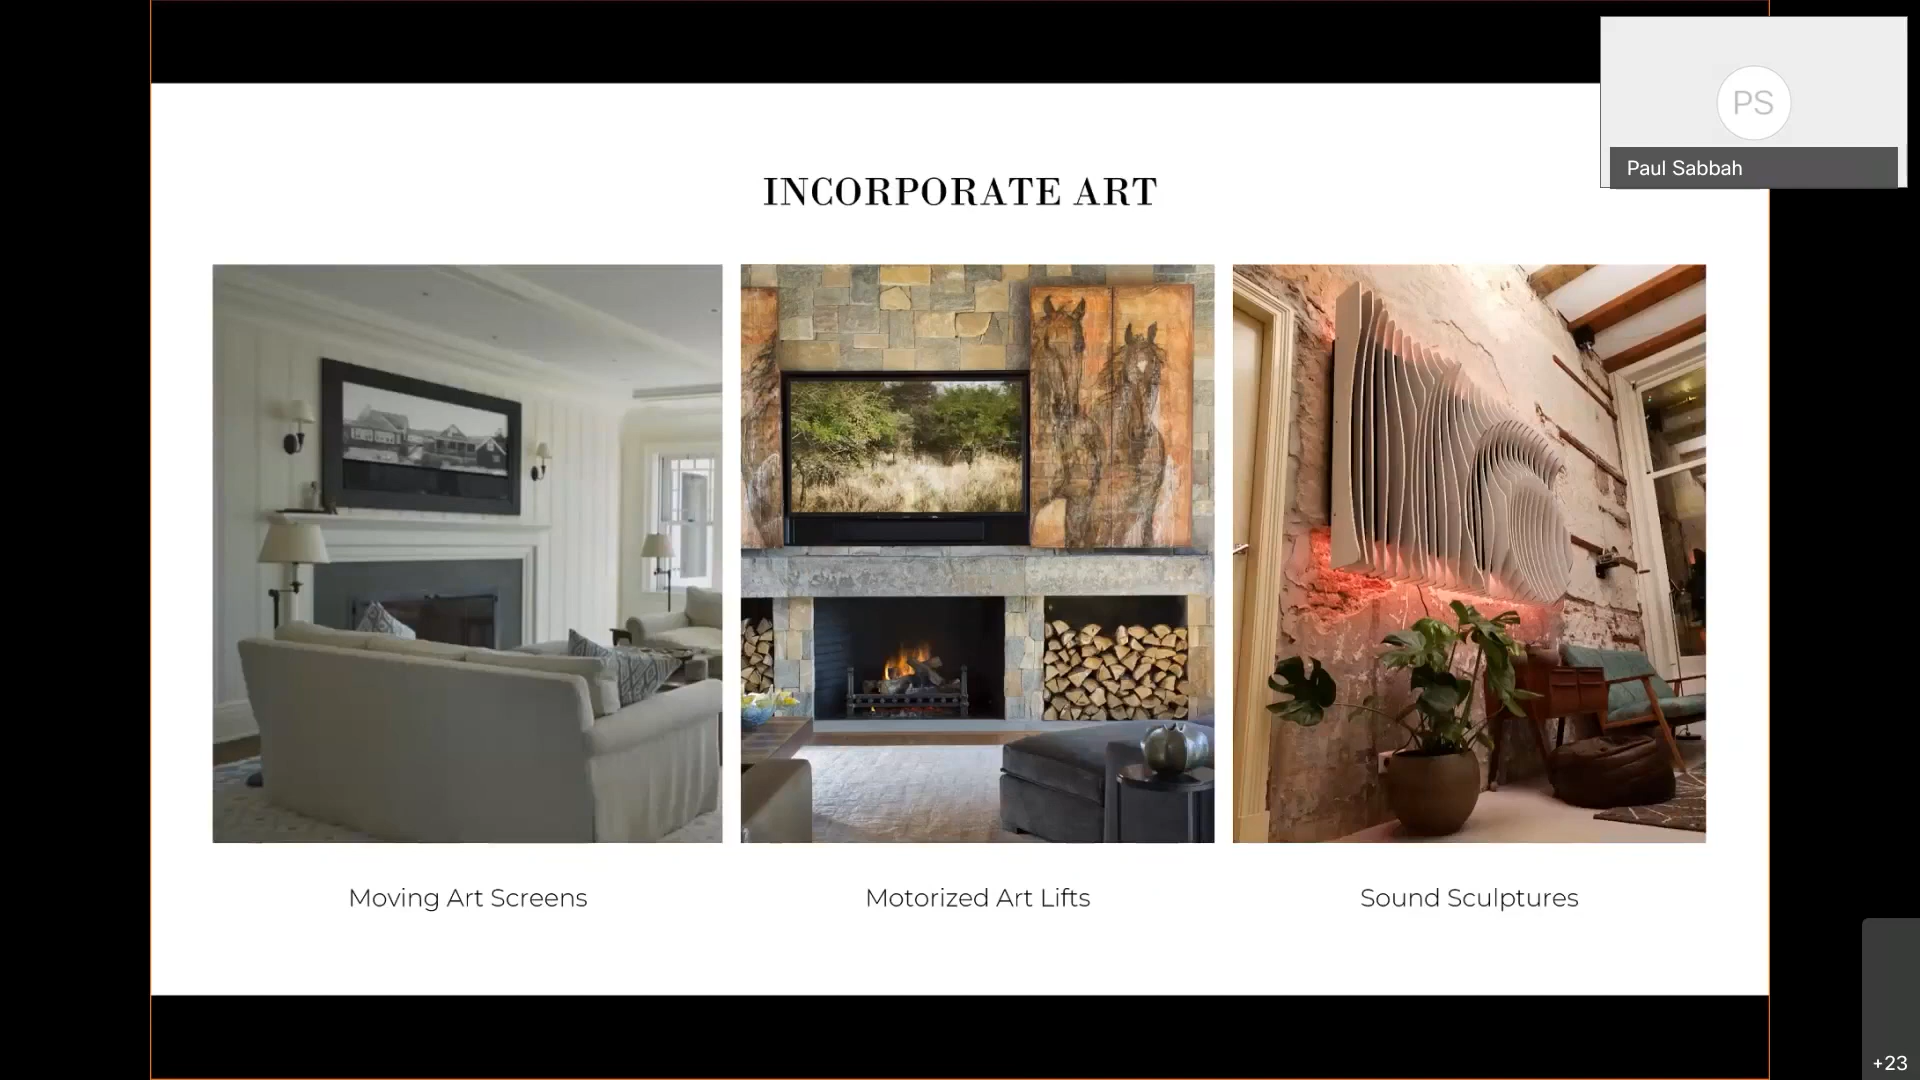 PS
Paul Sabbah
INCORPORATE ART
Moving Art Screens
Motorized Art Lifts
Sound Sculptures
+23